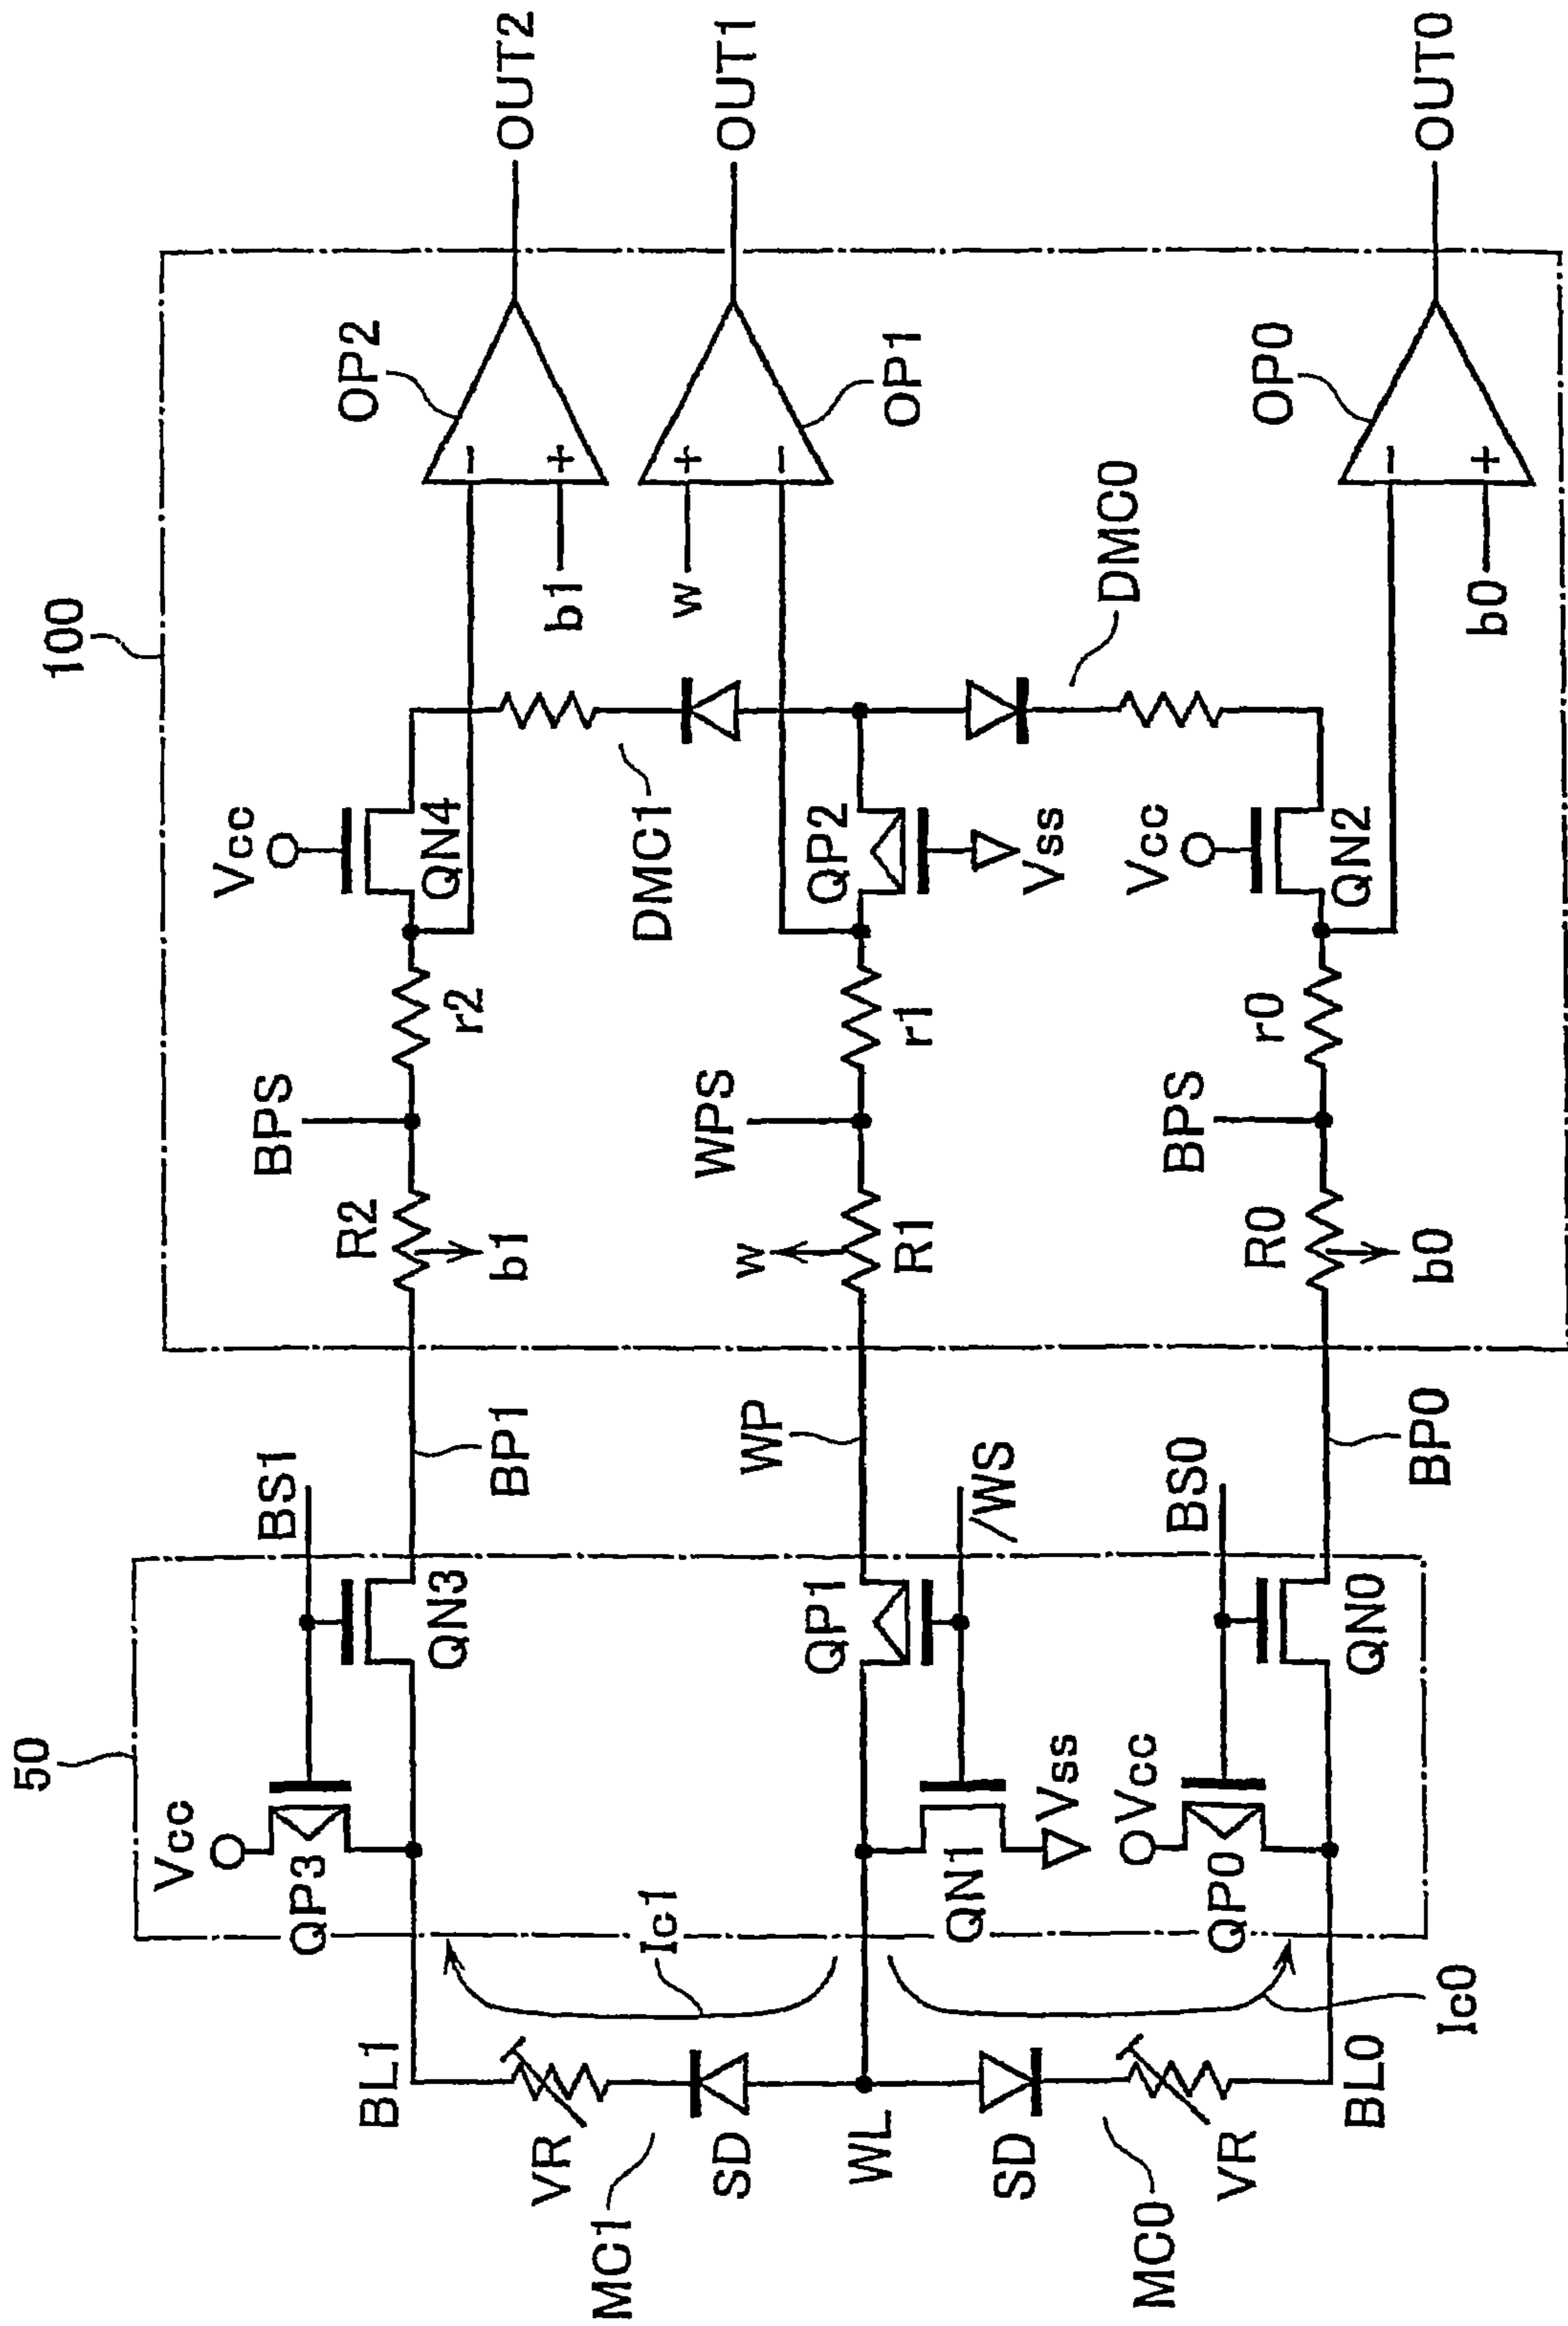 100
50
Vcc
BS1
BPS
Vcc
OP2
OUT2
QP3
QN3
BP1
R2
b1
r2
QN4
b1
BL1
VR
MC1
SD
Ic1
DMC1
w
OUT1
WP
w
WPS
WL
QP1
R1
r1
QP2
OP1
QN1
Vss
/WS
Vss
DMC0
SD
MC0
VR
Vcc
QP0
BS0
BPS
Vcc
OP0
OUT0
R0
r0
QN2
BL0
QN0
BP0
b0
b0
Ic0